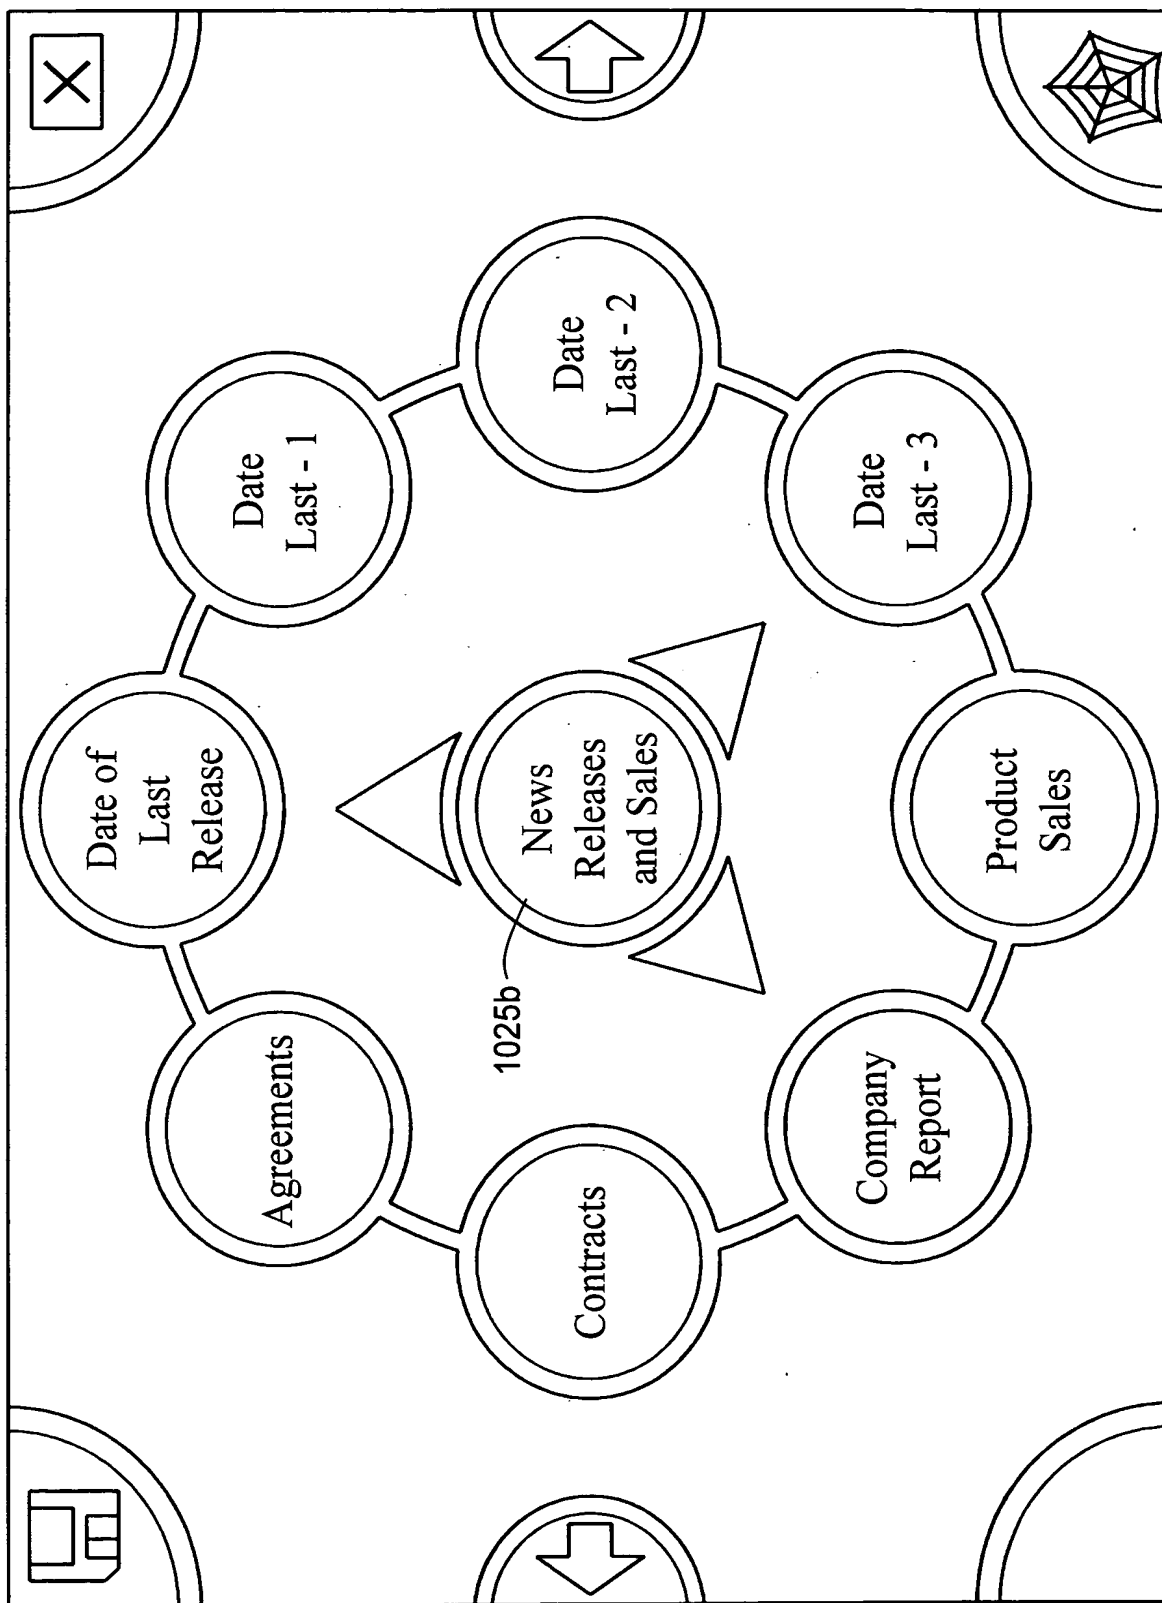 Date of
Last
Release
Agreements
Date
Last - 1
Contracts
1025b
News
Releases
and Sales
Date
Last - 2
Company
Report
Date
Last - 3
Product
Sales